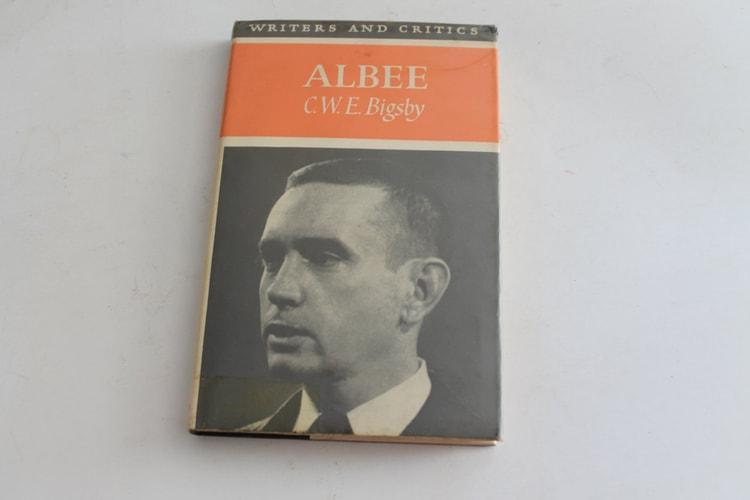 WRITERS AND CRITICS
ALBEE
C. W. E. Bigsby